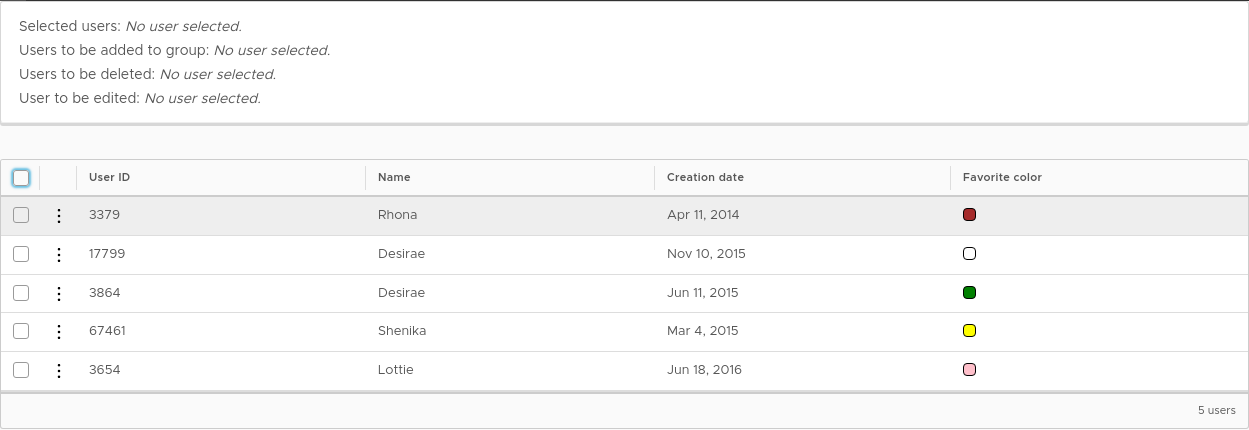 Selected users: No user selected.
Users to be added to group: No user selected.
Users to be deleted: No user selected.
User to be edited: No user selected.
User ID Name Creation date Favorite color
3379 Rhona Apr 11, 2014
17799 Desirae Nov 10, 2015
3864 Desirae Jun 11, 2015
67461 Shenika Mar 4, 2015
3654 Lottie Jun 18, 2016
5 users